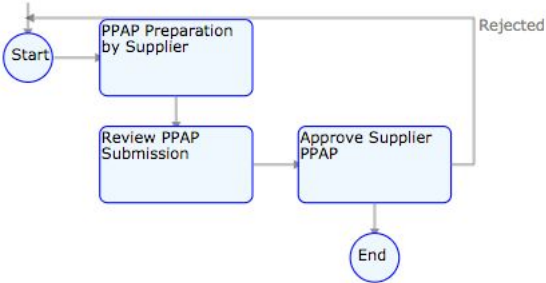 Rejected
Start
PPAP Preparation
by Supplier
Review PPAP
Submission
Approve Supplier
PPAP
End